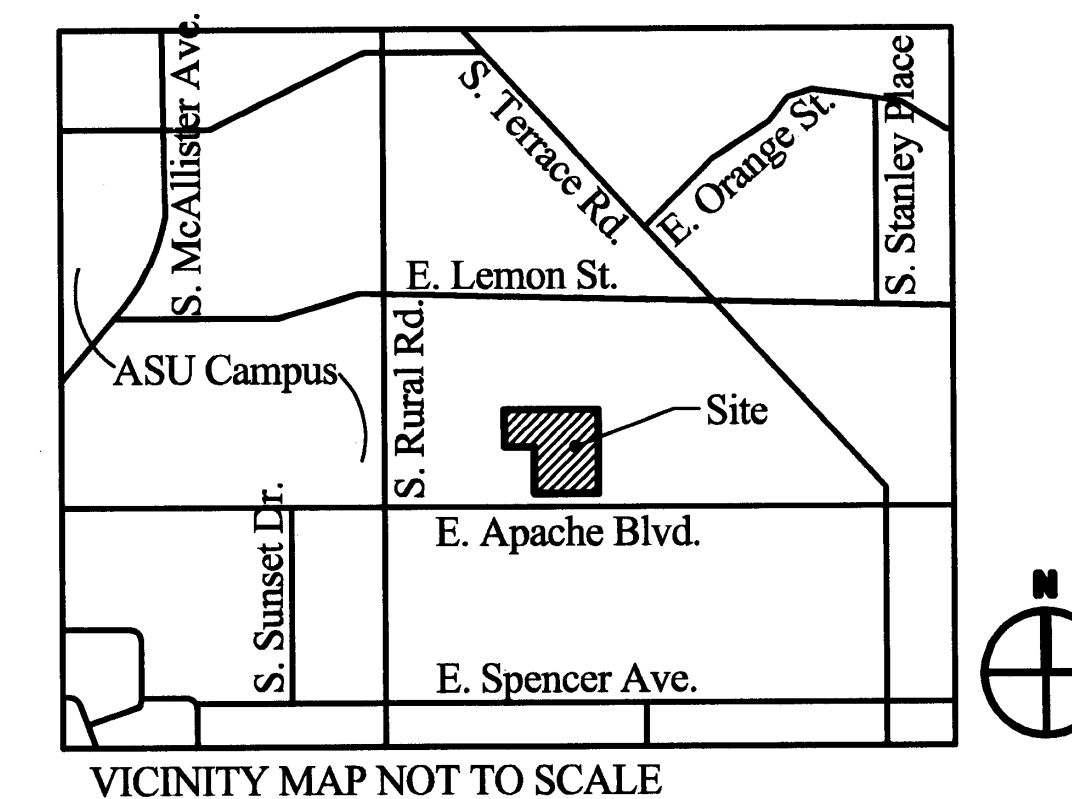 S. McAllister Ave.
S. Terrace Rd.
E. Orange St.
S. Stanley Place
E. Lemon St.
S. Rural Rd.
ASU Campus
Site
E. Apache Blvd.
S. Sunset Dr.
N
E. Spencer Ave.
VICINITY MAP NOT TO SCALE